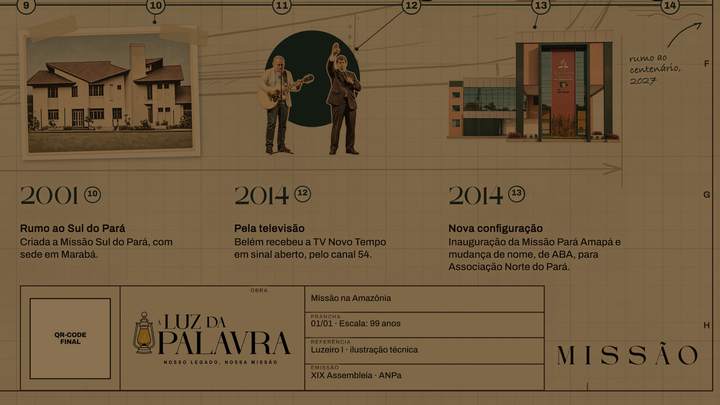 9 10 11 12 13 14
rumo ao
centenário,
2027
F
G
2001 10
Rumo ao Sul do Pará
Criada a Missão Sul do Pará, com
sede em Marabá.
2014 12
Pela televisão
Belém recebeu a TV Novo Tempo
em sinal aberto, pelo canal 54.
2014 13
Nova configuração
Inauguração da Missão Pará Amapá e
mudança de nome, de ABA, para
Associação Norte do Pará.
H
QR-CODE
FINAL
OBRA
A LUZ DA
PALAVRA
NOSSO LEGADO, NOSSA MISSÃO
Missão na Amazônia
PRANCHA
01/01 · Escala: 99 anos
REFERÊNCIA
Luzeiro I · ilustração técnica
EMISSÃO
XIX Assembleia · ANPa
MISSÃO